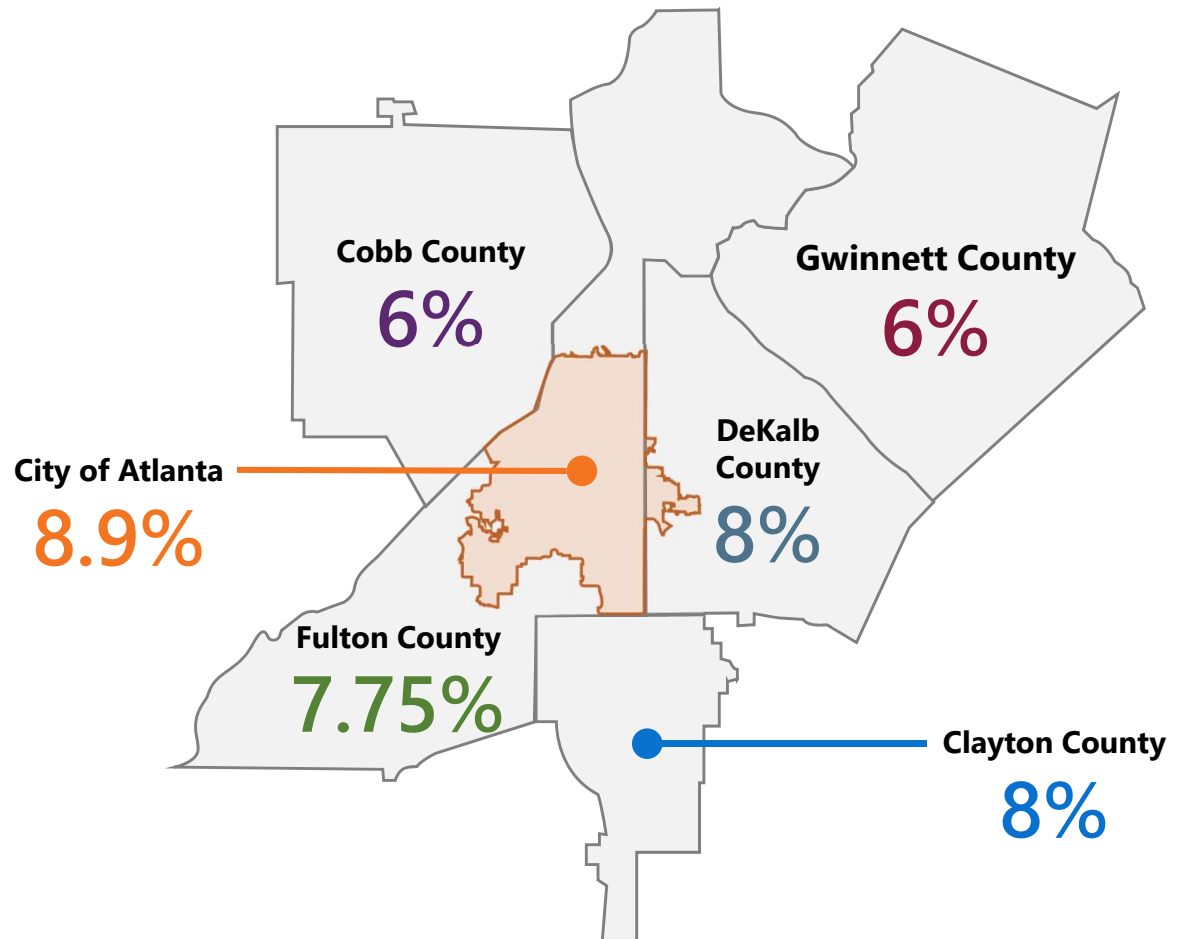 Cobb County
6%
Gwinnett County
6%
City of Atlanta
8.9%
DeKalb
County
8%
Fulton County
7.75%
Clayton County
8%